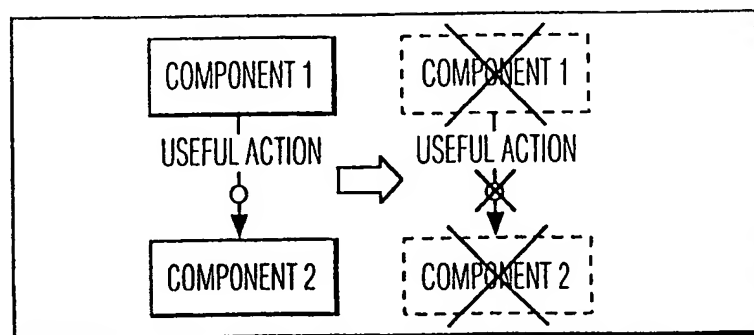 COMPONENT 1
USEFUL ACTION
COMPONENT 2
COMPONENT 1
USEFUL ACTION
COMPONENT 2